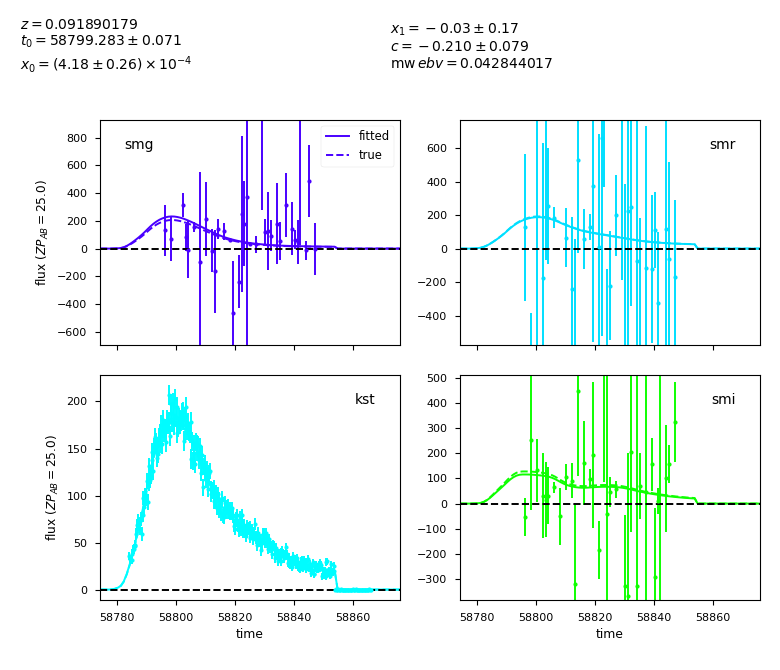 z = 0.091890179
t0 = 58799.283 ± 0.071
x0 = (4.18 ± 0.26) × 10⁻⁴
x1 = −0.03 ± 0.17
c = −0.210 ± 0.079
mw ebv = 0.042844017
smg
fitted
true
800
600
400
200
0
−200
−400
−600
flux (ZP_AB = 25.0)
smr
600
400
200
0
−200
−400
kst
200
150
100
50
0
flux (ZP_AB = 25.0)
58780 58800 58820 58840 58860
time
smi
500
400
300
200
100
0
−100
−200
−300
58780 58800 58820 58840 58860
time